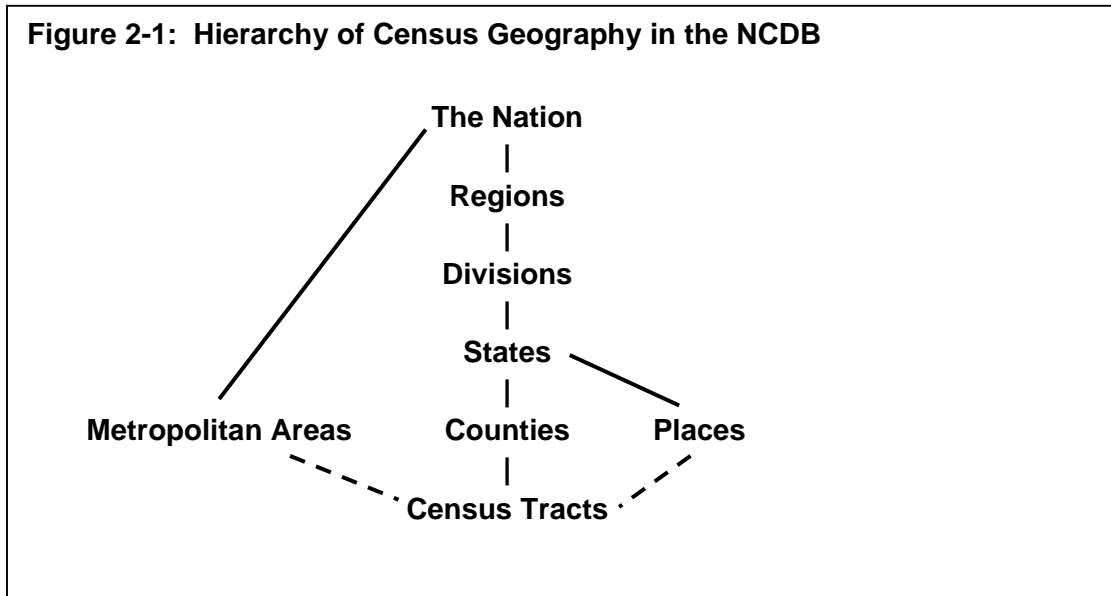 Figure 2-1: Hierarchy of Census Geography in the NCDB
The Nation
Regions
Divisions
States
Metropolitan Areas Counties Places
Census Tracts